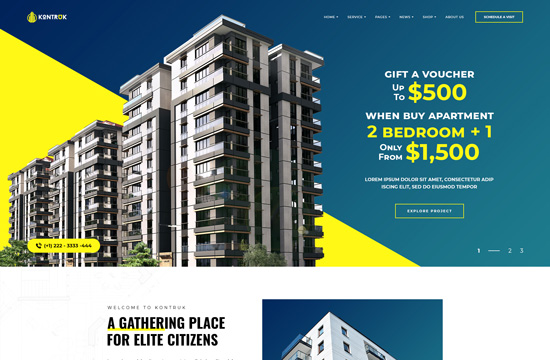 KONTRUK
HOME SERVICE PAGES NEWS SHOP ABOUT US
SCHEDULE A VISIT
GIFT A VOUCHER
UP TO $500
WHEN BUY APARTMENT
2 BEDROOM + 1
ONLY FROM $1,500
LOREM IPSUM DOLOR SIT AMET, CONSECTETUR ADIP
ISCING ELIT, SED DO EIUSMOD TEMPOR
EXPLORE PROJECT
(+1) 222 - 3333 -444
1 2 3
WELCOME TO KONTRUK
A GATHERING PLACE
FOR ELITE CITIZENS